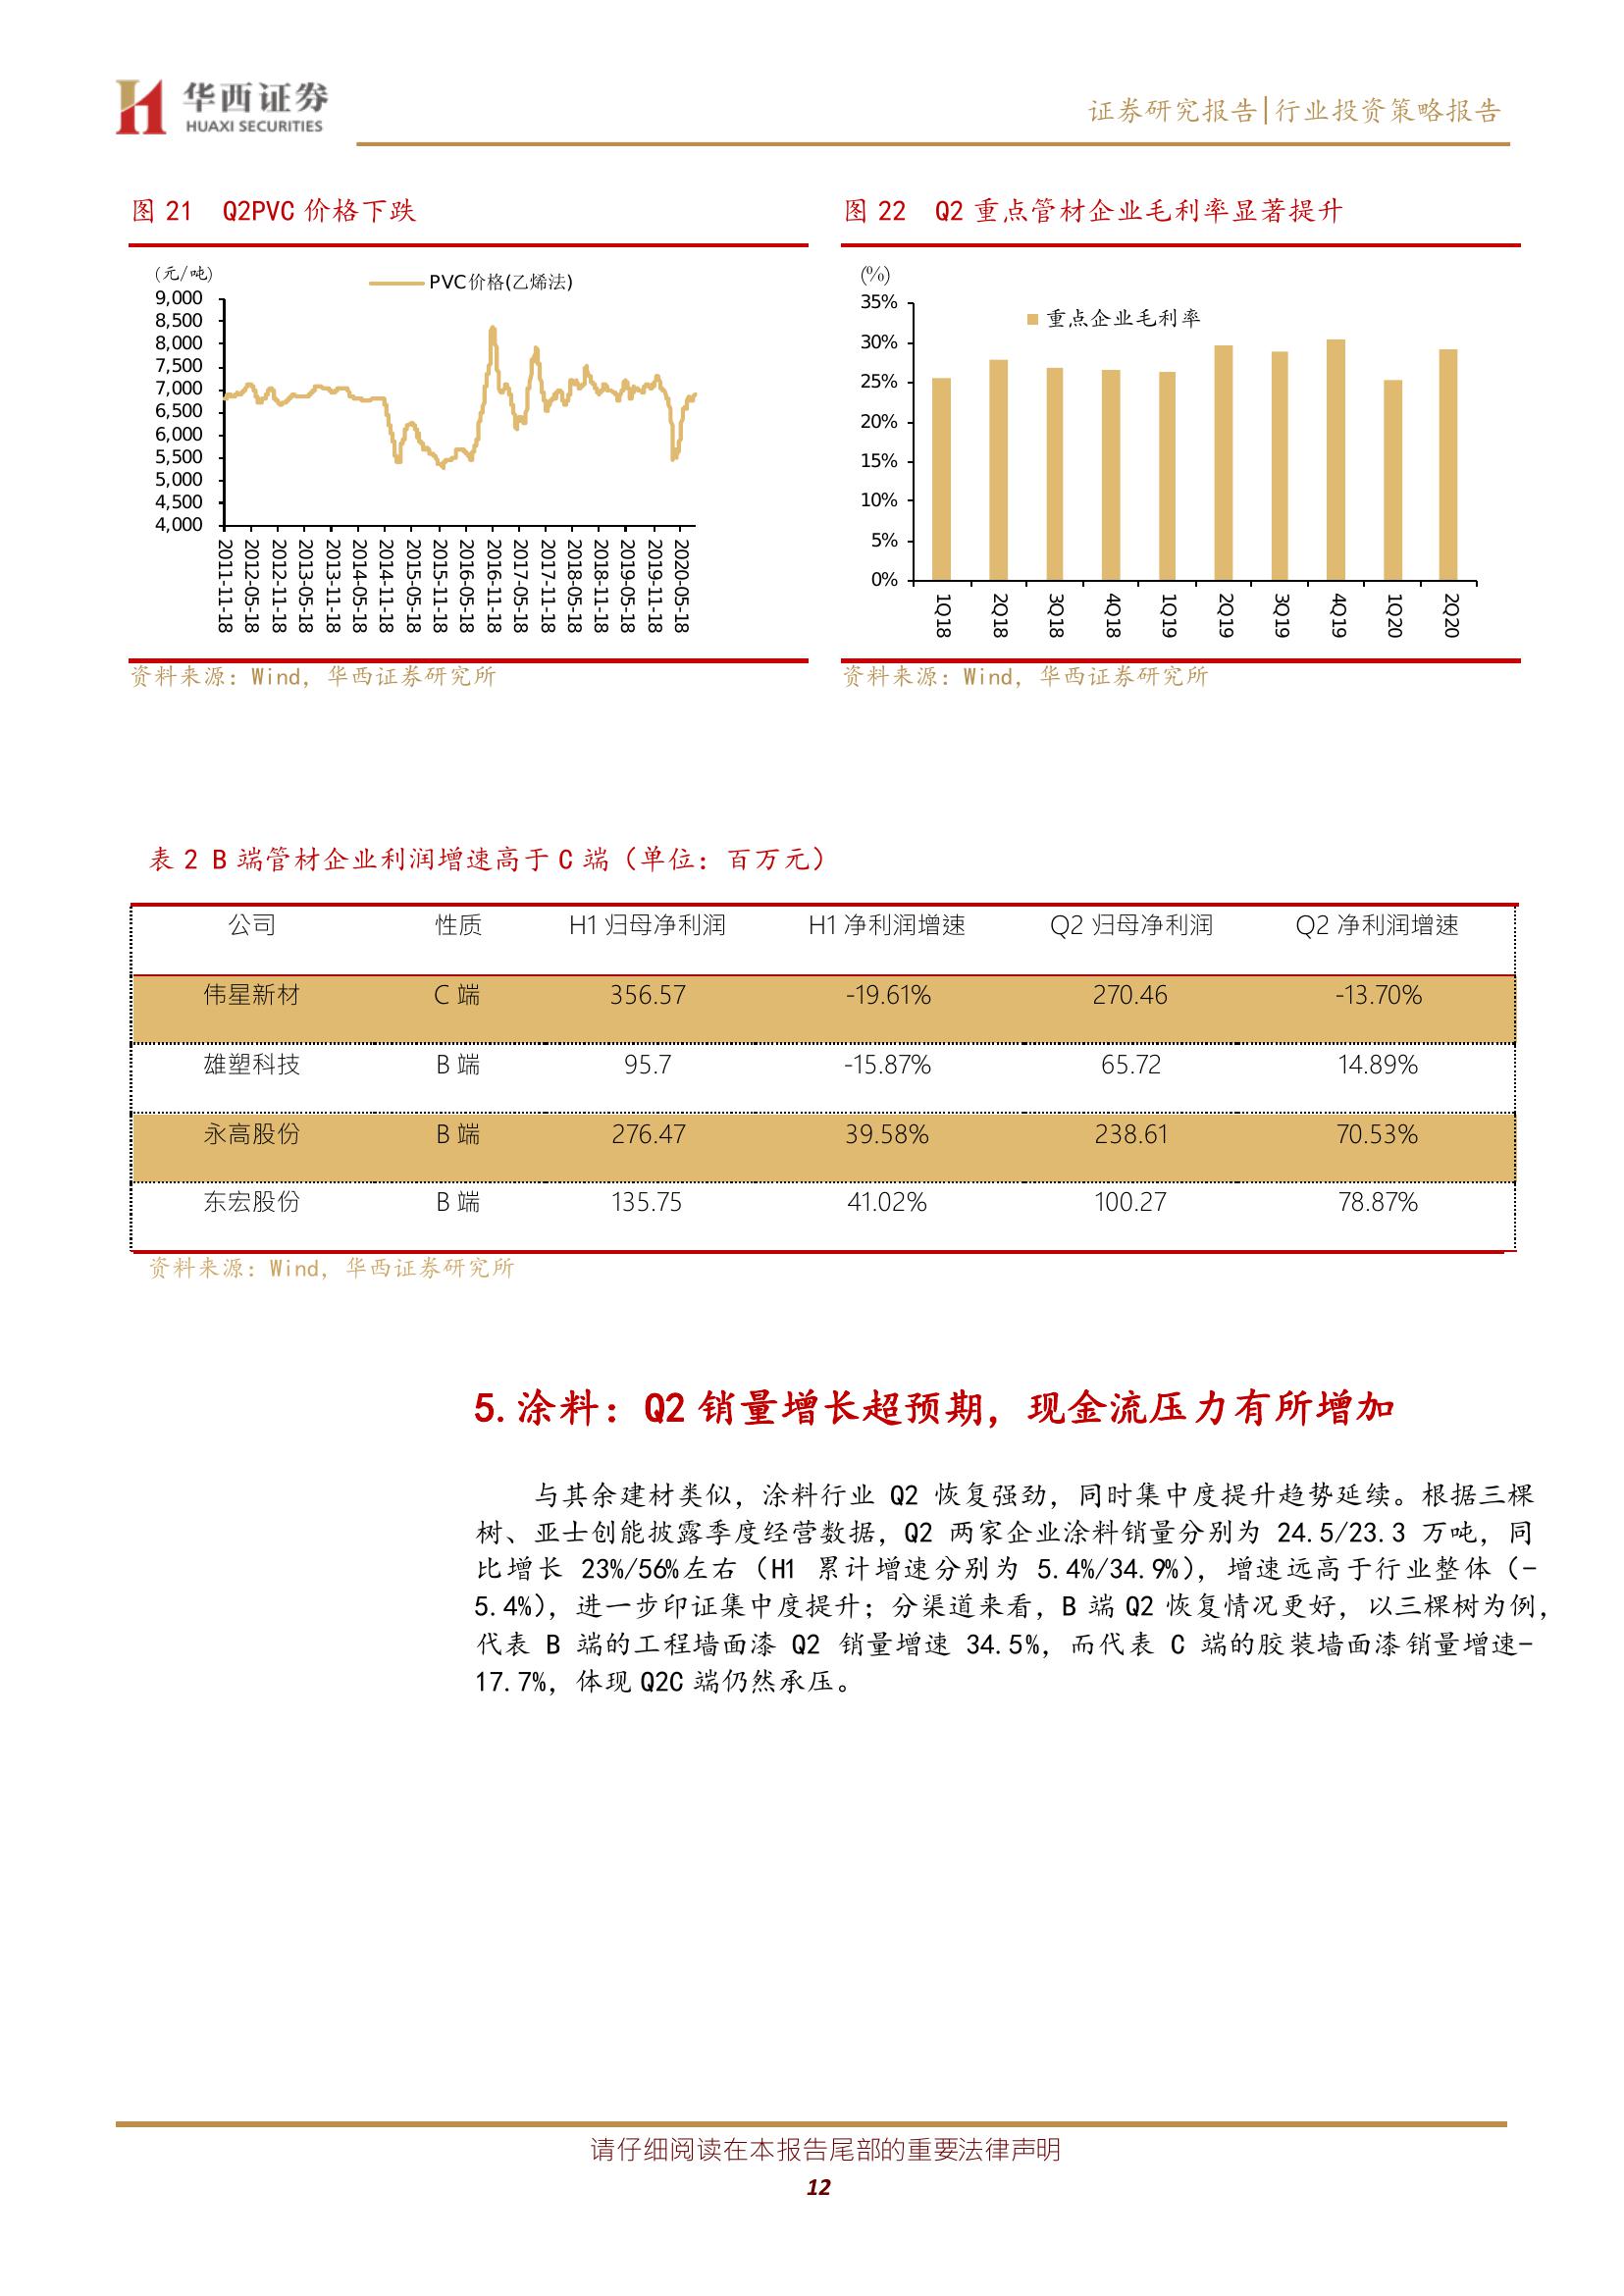 华西证券
HUAXI SECURITIES
证券研究报告|行业投资策略报告
图 21 Q2PVC 价格下跌
(元/吨)
PVC价格(乙烯法)
9,000
8,500
8,000
7,500
7,000
6,500
6,000
5,500
5,000
4,500
4,000
2011-11-18
2012-05-18
2012-11-18
2013-05-18
2013-11-18
2014-05-18
2014-11-18
2015-05-18
2015-11-18
2016-05-18
2016-11-18
2017-05-18
2017-11-18
2018-05-18
2018-11-18
2019-05-18
2019-11-18
2020-05-18
资料来源：Wind，华西证券研究所
图 22 Q2 重点管材企业毛利率显著提升
(%)
重点企业毛利率
35%
30%
25%
20%
15%
10%
5%
0%
1Q18
2Q18
3Q18
4Q18
1Q19
2Q19
3Q19
4Q19
1Q20
2Q20
资料来源：Wind，华西证券研究所
表 2 B 端管材企业利润增速高于 C 端（单位：百万元）
公司 性质 H1 归母净利润 H1 净利润增速 Q2 归母净利润 Q2 净利润增速
伟星新材 C 端 356.57 -19.61% 270.46 -13.70%
雄塑科技 B 端 95.7 -15.87% 65.72 14.89%
永高股份 B 端 276.47 39.58% 238.61 70.53%
东宏股份 B 端 135.75 41.02% 100.27 78.87%
资料来源：Wind，华西证券研究所
5.涂料：Q2 销量增长超预期，现金流压力有所增加
与其余建材类似，涂料行业 Q2 恢复强劲，同时集中度提升趋势延续。根据三棵
树、亚士创能披露季度经营数据，Q2 两家企业涂料销量分别为 24.5/23.3 万吨，同
比增长 23%/56%左右（H1 累计增速分别为 5.4%/34.9%），增速远高于行业整体（-
5.4%），进一步印证集中度提升；分渠道来看，B 端 Q2 恢复情况更好，以三棵树为例，
代表 B 端的工程墙面漆 Q2 销量增速 34.5%，而代表 C 端的胶装墙面漆销量增速-
17.7%，体现 Q2C 端仍然承压。
请仔细阅读在本报告尾部的重要法律声明
12